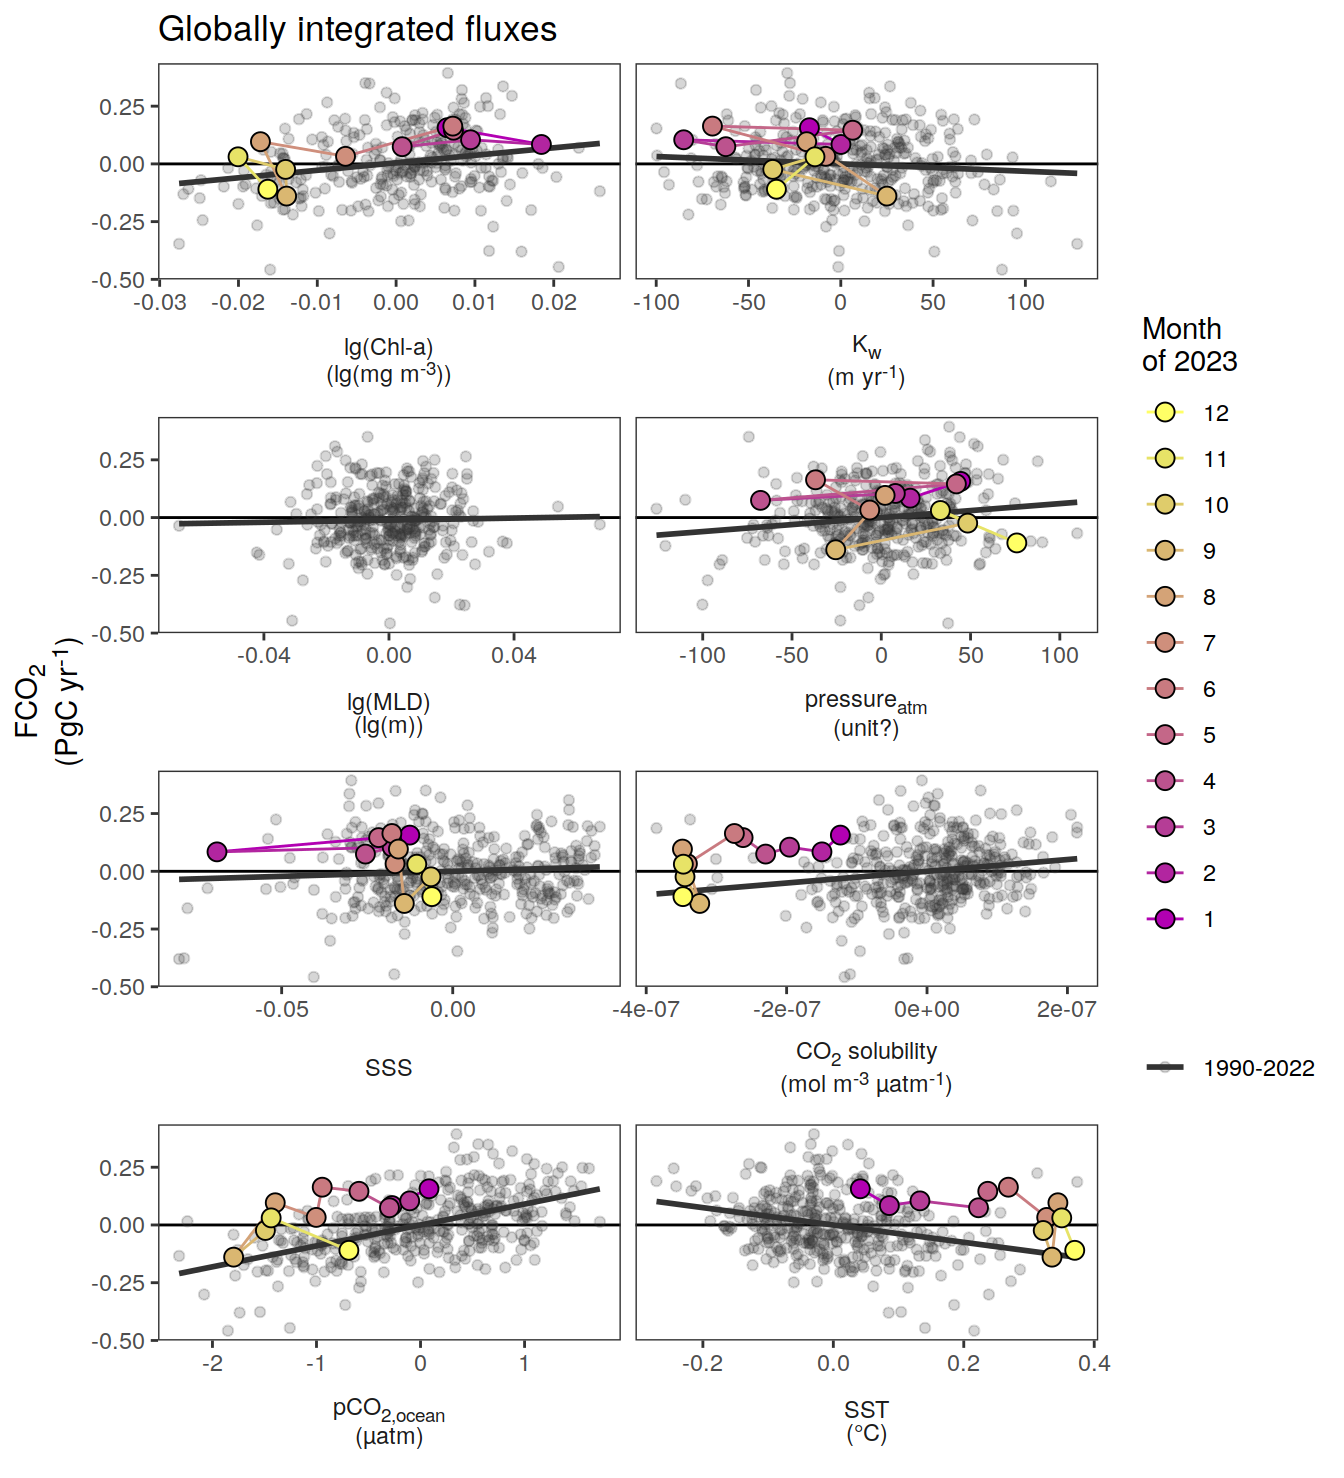 Globally integrated fluxes
0.25
0.00
-0.25
-0.50
-0.03 -0.02 -0.01 0.00 0.01 0.02
lg(Chl-a)
(lg(mg m-3))
-100 -50 0 50 100
Kw
(m yr-1)
0.25
0.00
-0.25
-0.50
-0.04 0.00 0.04
lg(MLD)
(lg(m))
-100 -50 0 50 100
pressureatm
(unit?)
FCO2
(PgC yr-1)
0.25
0.00
-0.25
-0.50
-0.05 0.00
SSS
-4e-07 -2e-07 0e+00 2e-07
CO2 solubility
(mol m-3 µatm-1)
0.25
0.00
-0.25
-0.50
-2 -1 0 1
pCO2,ocean
(µatm)
-0.2 0.0 0.2 0.4
SST
(°C)
Month
of 2023
12
11
10
9
8
7
6
5
4
3
2
1
1990-2022